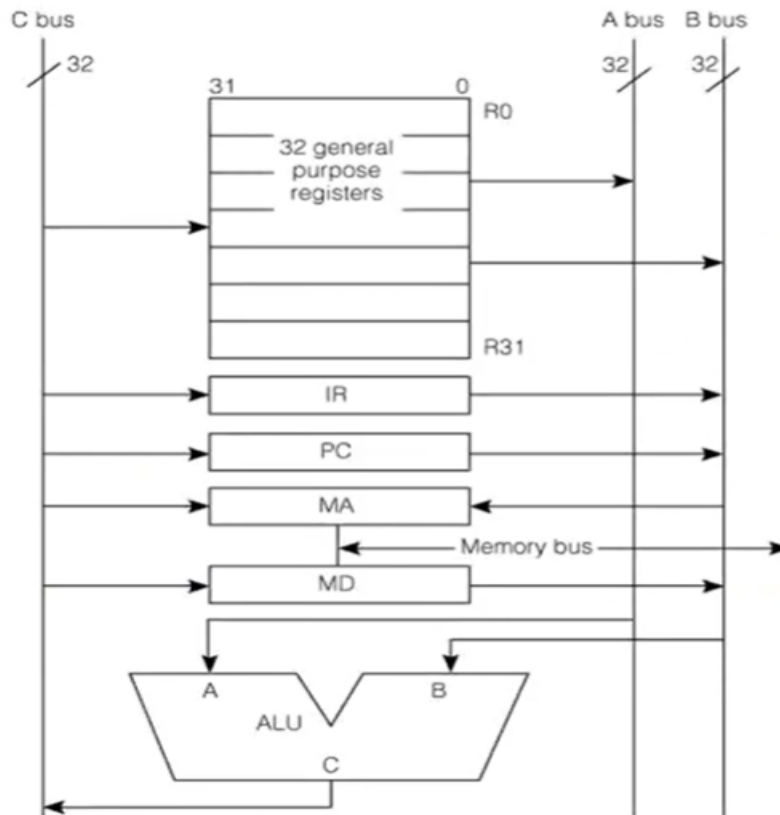 C bus
A bus
B bus
32
32
32
31
0
R0
32 general
purpose
registers
R31
IR
PC
MA
Memory bus
MD
A
B
ALU
C